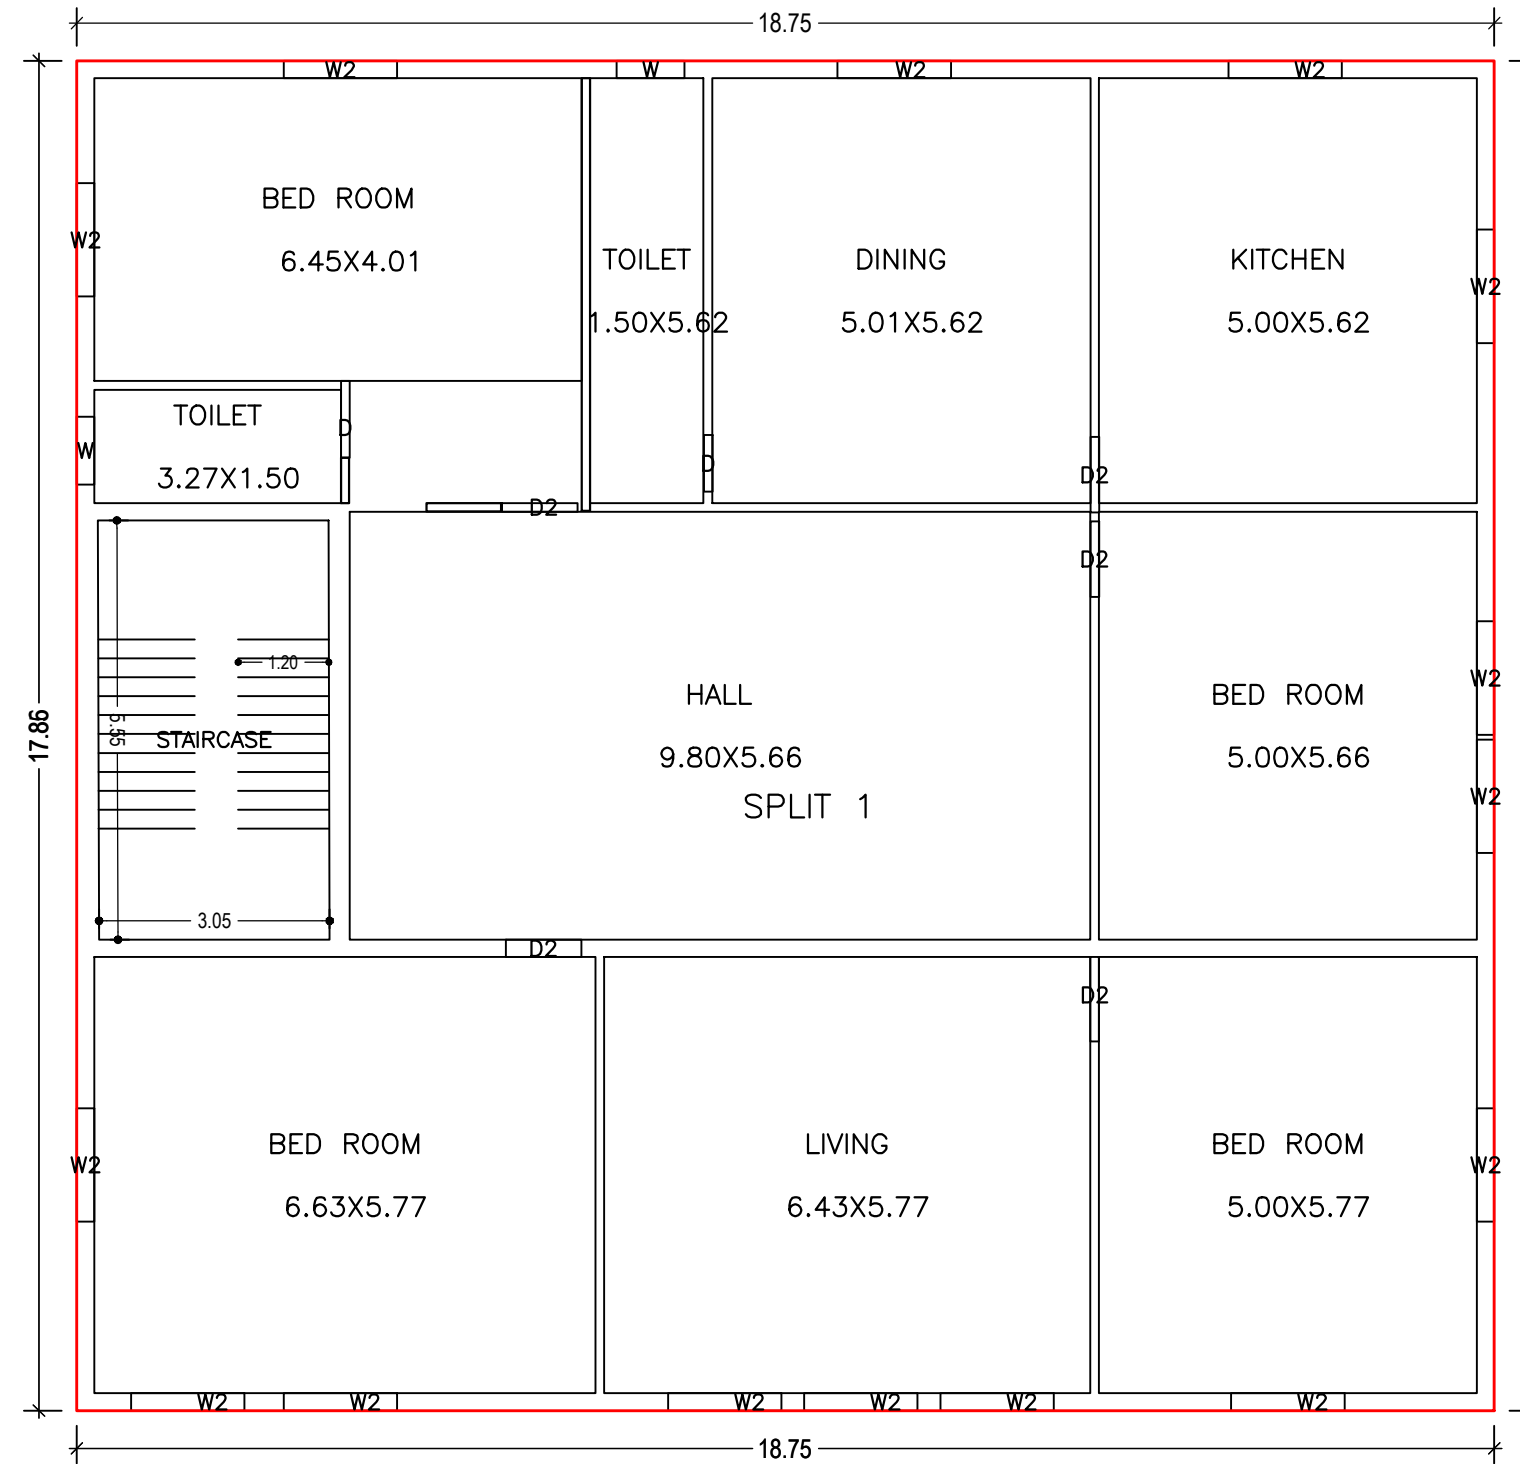 18.75
W2
W
W2
W2
BED ROOM
6.45X4.01
W2
TOILET
1.50X5.62
DINING
5.01X5.62
KITCHEN
5.00X5.62
W2
TOILET
3.27X1.50
W
D
D
D2
D2
D2
1.20
5.55
STAIRCASE
3.05
HALL
9.80X5.66
SPLIT 1
BED ROOM
5.00X5.66
W2
W2
17.86
D2
D2
BED ROOM
6.63X5.77
W2
LIVING
6.43X5.77
BED ROOM
5.00X5.77
W2
W2
W2
W2
W2
W2
W2
18.75